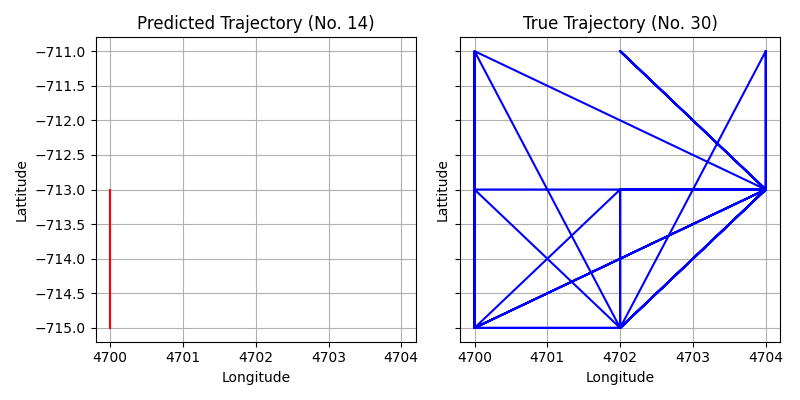 Predicted Trajectory (No. 14)
True Trajectory (No. 30)
−711.0
−711.5
−712.0
−712.5
−713.0
−713.5
−714.0
−714.5
−715.0
Lattitude
Lattitude
4700 4701 4702 4703 4704
4700 4701 4702 4703 4704
Longitude
Longitude